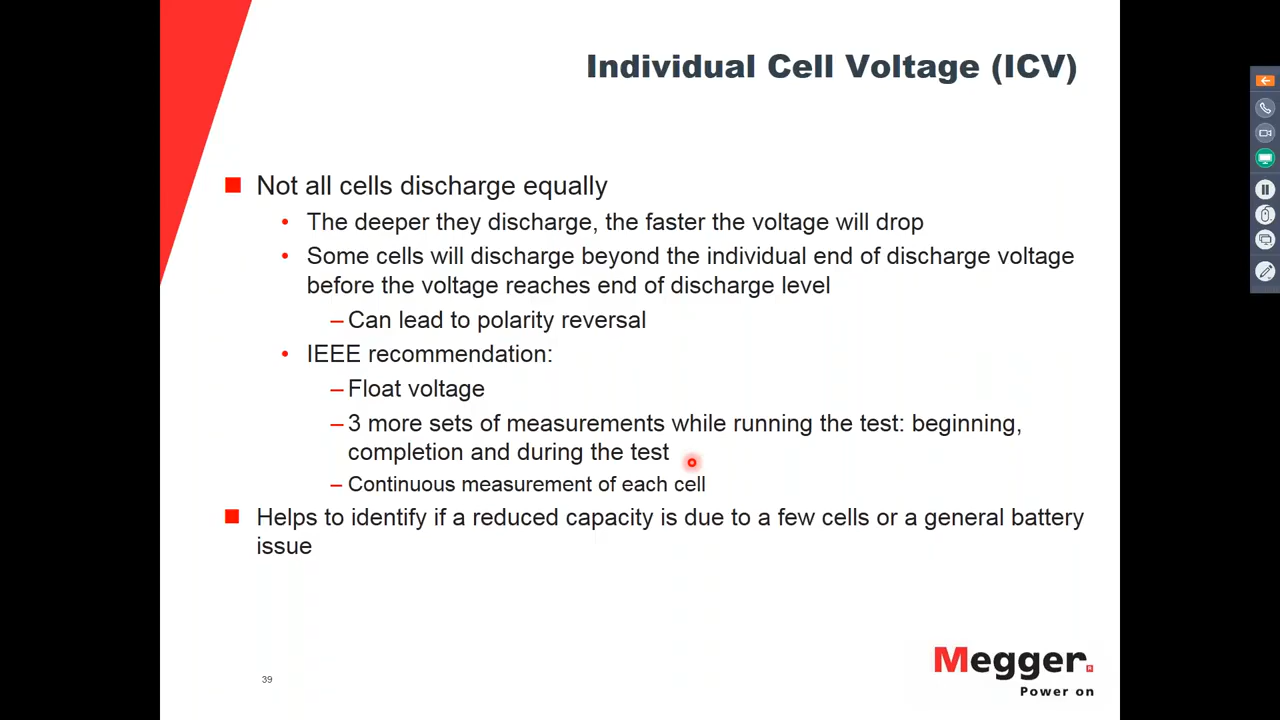 Individual Cell Voltage (ICV)
Not all cells discharge equally
• The deeper they discharge, the faster the voltage will drop
• Some cells will discharge beyond the individual end of discharge voltage
before the voltage reaches end of discharge level
– Can lead to polarity reversal
• IEEE recommendation:
– Float voltage
– 3 more sets of measurements while running the test: beginning,
completion and during the test
– Continuous measurement of each cell
Helps to identify if a reduced capacity is due to a few cells or a general battery
issue
Megger.
Power on
39